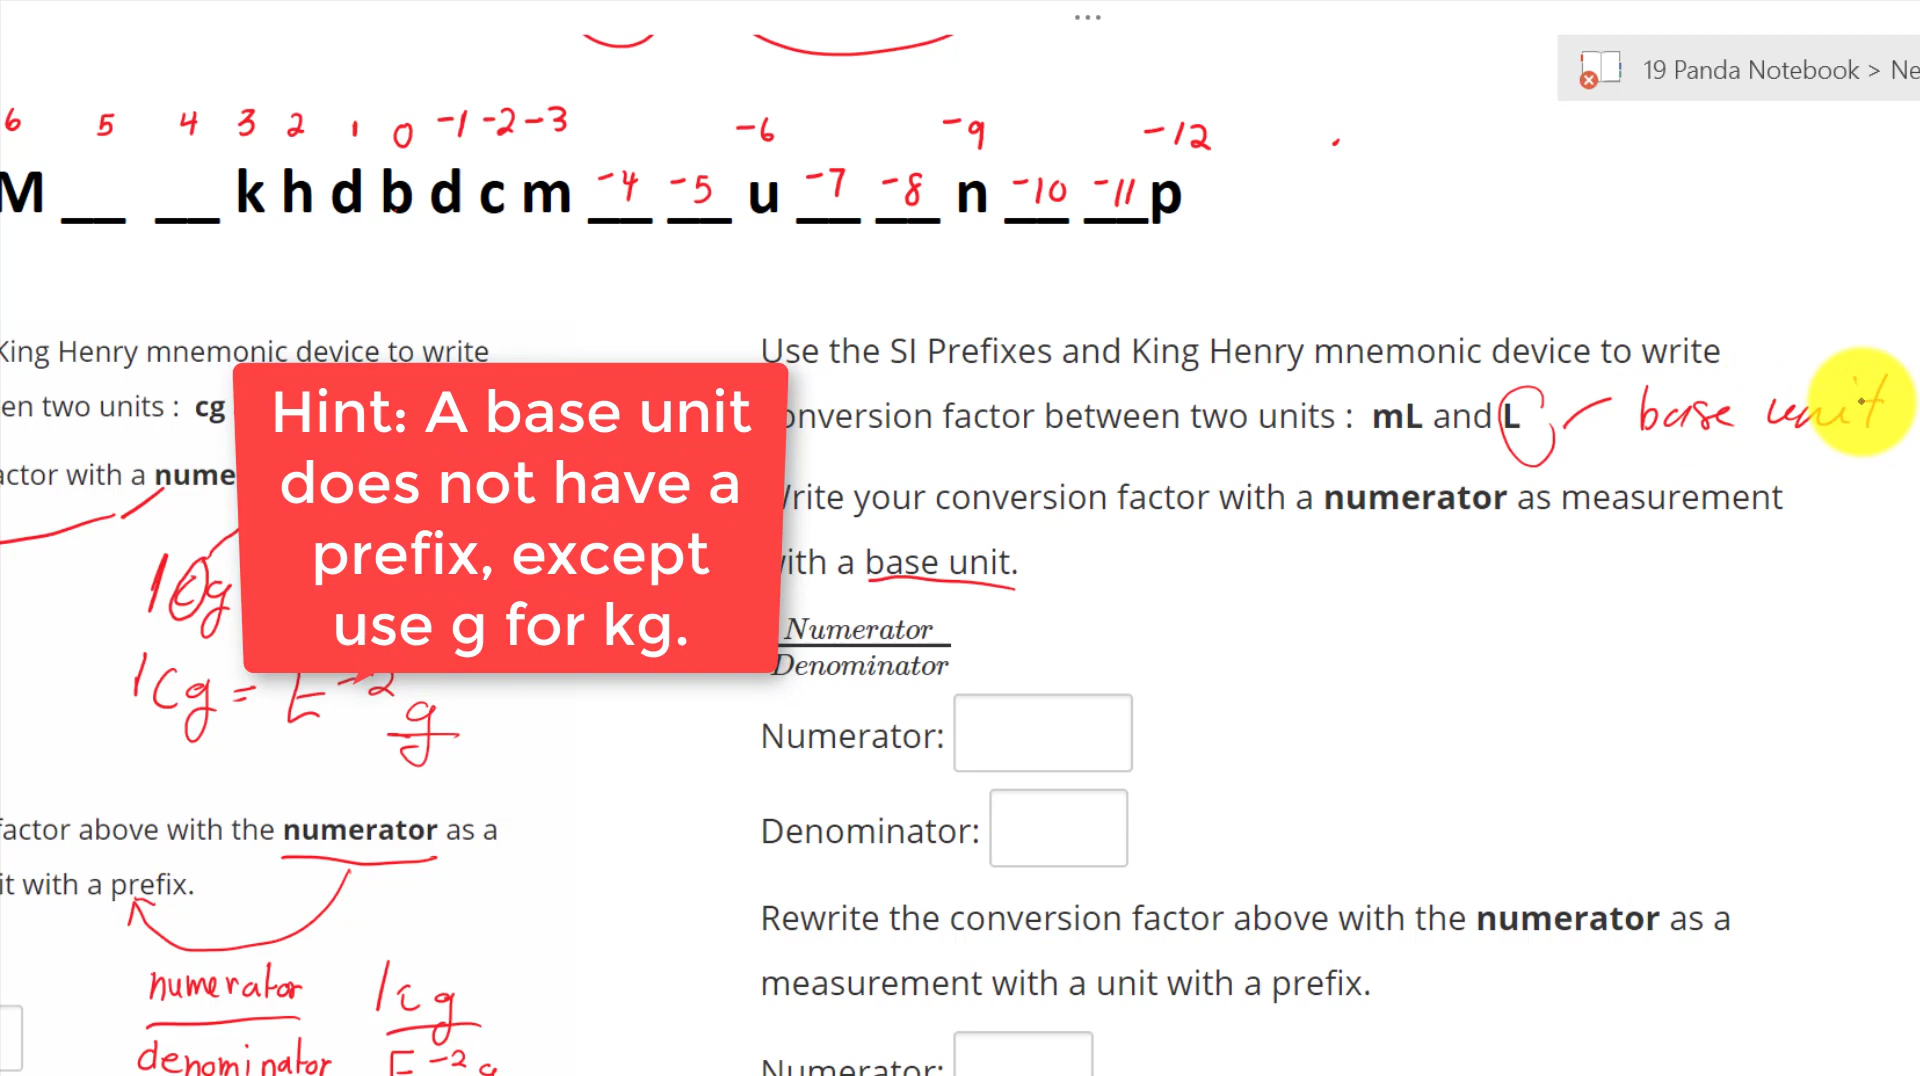 ...
19 Panda Notebook > Ne
6 5 4 3 2 1 0 -1 -2 -3 -6 -9 -12
M __ __ k h d b d c m -4 -5 u -7 -8 n -10 -11 p
King Henry mnemonic device to write
en two units : cg
actor with a nume
Hint: A base unit
does not have a
prefix, except
use g for kg.
1cg
1cg = E-2 g
factor above with the numerator as a
it with a prefix.
numerator
denominator
1cg
E-2 g
Use the SI Prefixes and King Henry mnemonic device to write
onversion factor between two units : mL and L base unit
rite your conversion factor with a numerator as measurement
ith a base unit.
Numerator
Denominator
Numerator:
Denominator:
Rewrite the conversion factor above with the numerator as a
measurement with a unit with a prefix.
Numerator: